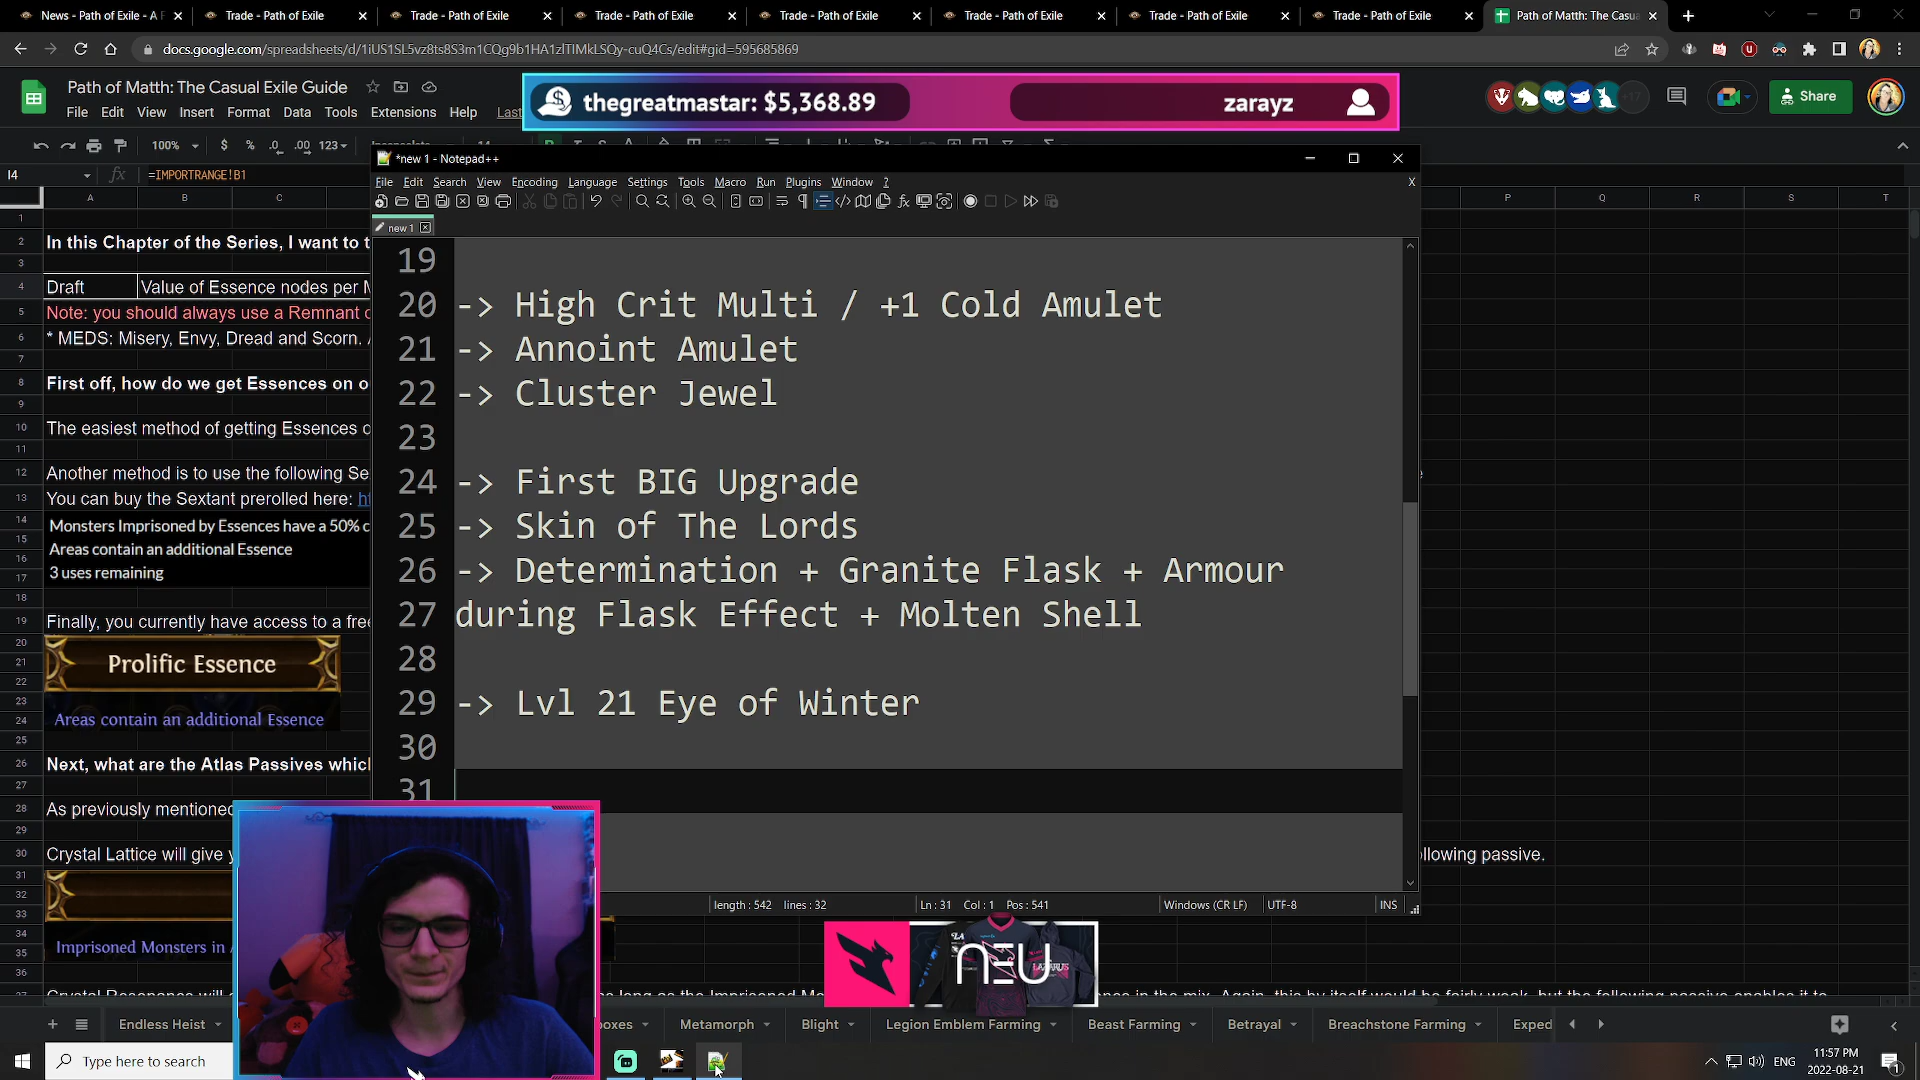 News - Path of Exile - A F
Trade - Path of Exile
Trade - Path of Exile
Trade - Path of Exile
Trade - Path of Exile
Trade - Path of Exile
Trade - Path of Exile
Trade - Path of Exile
Path of Matth: The Casua
docs.google.com/spreadsheets/d/1iUS1SL5vz8ts8S3m1CQg9b1HA1zlTIMkLSQy-cuQ4Cs/edit#gid=595685869
Path of Matth: The Casual Exile Guide
File Edit View Insert Format Data Tools Extensions Help Last
thegreatmastar: $5,368.89
zarayz
Share
100% $ % .0 .00 123
I4
=IMPORTRANGE!B1
*new 1 - Notepad++
File Edit Search View Encoding Language Settings Tools Macro Run Plugins Window ? X
new 1
A B C P Q R S T
In this Chapter of the Series, I want to t
Draft Value of Essence nodes per
Note: you should always use a Remnant
* MEDS: Misery, Envy, Dread and Scorn.
First off, how do we get Essences on o
The easiest method of getting Essences
Another method is to use the following Se
You can buy the Sextant prerolled here:
Monsters Imprisoned by Essences have a 50%
Areas contain an additional Essence
3 uses remaining
Finally, you currently have access to a free
Prolific Essence
Areas contain an additional Essence
Next, what are the Atlas Passives whic
As previously mentioned
Crystal Lattice will give
llowing passive.
Imprisoned Monsters in
19
20 -> High Crit Multi / +1 Cold Amulet
21 -> Annoint Amulet
22 -> Cluster Jewel
23
24 -> First BIG Upgrade
25 -> Skin of The Lords
26 -> Determination + Granite Flask + Armour
27 during Flask Effect + Molten Shell
28
29 -> Lvl 21 Eye of Winter
30
31
length : 542 lines : 32 Ln : 31 Col : 1 Pos : 541 Windows (CR LF) UTF-8 INS
NEU
LAZARUS
Endless Heist
boxes
Metamorph
Blight
Legion Emblem Farming
Beast Farming
Betrayal
Breachstone Farming
Exped
Type here to search
ENG
11:57 PM
2022-08-21